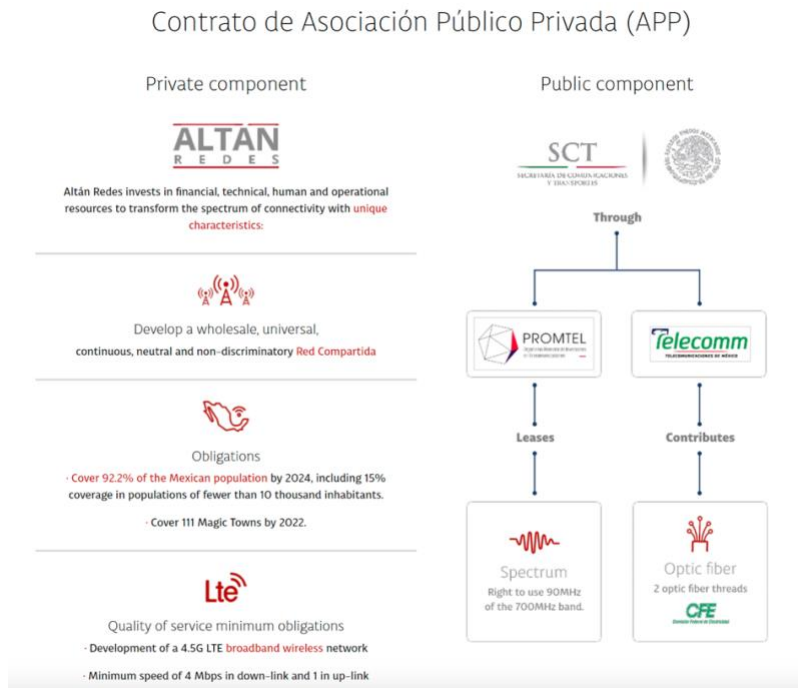 Contrato de Asociación Público Privada (APP)
Private component
ALTÁN
REDES
Altán Redes invests in financial, technical, human and operational
resources to transform the spectrum of connectivity with unique
characteristics:
Develop a wholesale, universal,
continuous, neutral and non-discriminatory Red Compartida
Obligations
· Cover 92.2% of the Mexican population by 2024, including 15%
coverage in populations of fewer than 10 thousand inhabitants.
· Cover 111 Magic Towns by 2022.
Lte
Quality of service minimum obligations
· Development of a 4.5G LTE broadband wireless network
· Minimum speed of 4 Mbps in down-link and 1 in up-link
Public component
SCT
SECRETARÍA DE COMUNICACIONES
Y TRANSPORTES
Through
PROMTEL
Telecomm
TELECOMUNICACIONES DE MÉXICO
Leases
Contributes
Spectrum
Right to use 90MHz
of the 700MHz band.
Optic fiber
2 optic fiber threads
CFE
Comisión Federal de Electricidad